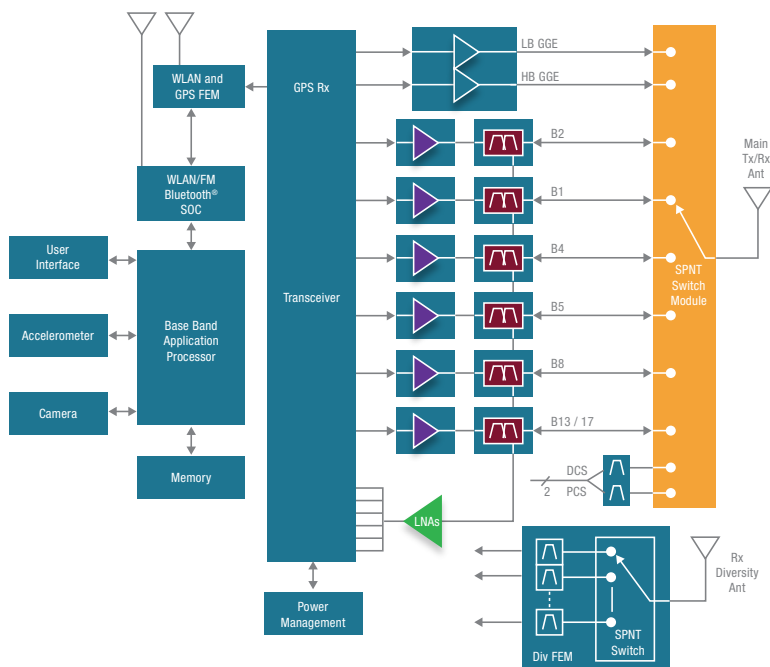 WLAN and
GPS FEM
GPS Rx
LB GGE
HB GGE
B2
WLAN/FM
Bluetooth®
SOC
B1
Main
Tx/Rx
Ant
User
Interface
B4
SPNT
Switch
Module
Transceiver
Accelerometer
Base Band
Application
Processor
B5
B8
Camera
B13 / 17
Memory
DCS
2
PCS
LNAs
Power
Management
Rx
Diversity
Ant
SPNT
Switch
Div FEM